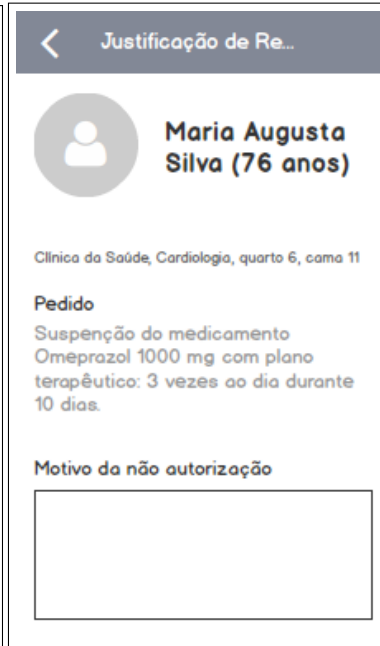 Justificação de Re...
Maria Augusta
Silva (76 anos)
Clínica da Saúde, Cardiologia, quarto 6, cama 11
Pedido
Suspenção do medicamento
Omeprazol 1000 mg com plano
terapêutico: 3 vezes ao dia durante
10 dias.
Motivo da não autorização